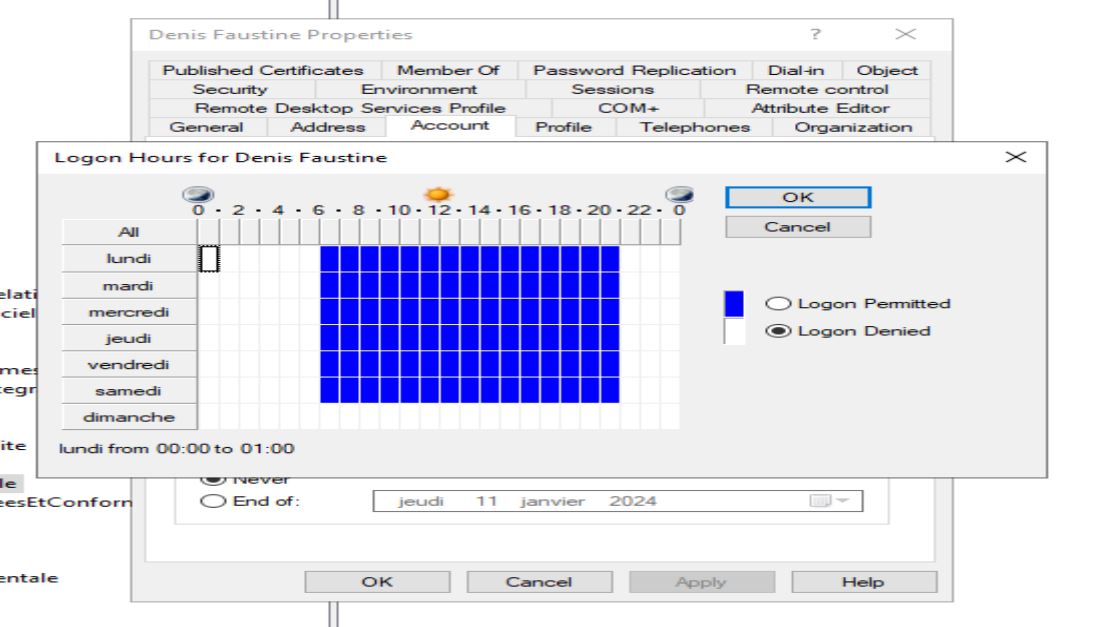 Denis Faustine Properties ?
Published Certificates Member Of Password Replication Dial-in Object
Security Environment Sessions Remote control
Remote Desktop Services Profile COM+ Attribute Editor
General Address Account Profile Telephones Organization
Logon Hours for Denis Faustine
0 · 2 · 4 · 6 · 8 · 10 · 12 · 14 · 16 · 18 · 20 · 22 · 0
OK
Cancel
All
lundi
mardi
mercredi
jeudi
vendredi
samedi
dimanche
Logon Permitted
Logon Denied
lundi from 00:00 to 01:00
elati
ciel
mes
tegr
ite
le
eesEtConform
entale
Never
End of: jeudi 11 janvier 2024
OK Cancel Apply Help